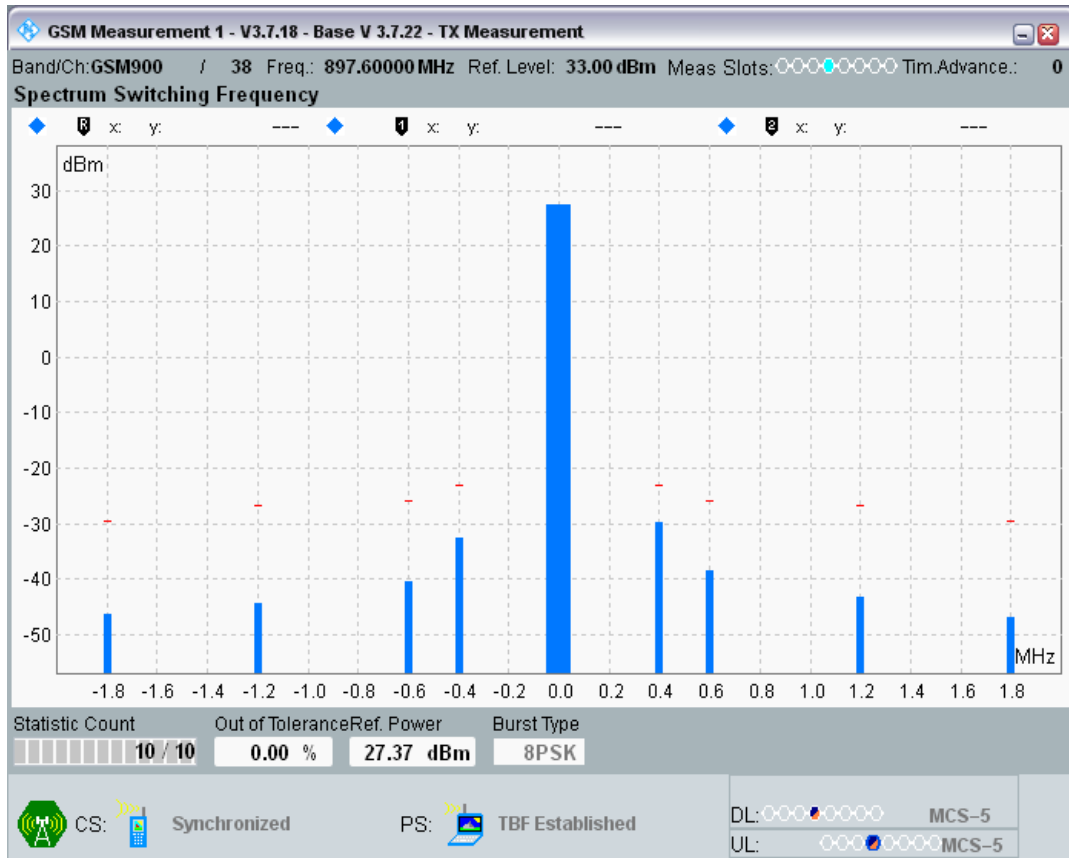 GSM Measurement 1 - V3.7.18 - Base V 3.7.22 - TX Measurement
Band/Ch:GSM900 / 38 Freq.: 897.60000 MHz Ref. Level: 33.00 dBm Meas Slots: Tim.Advance.: 0
Spectrum Switching Frequency
R x: y: --- 1 x: y: --- 2 x: y: ---
dBm
30
20
10
0
-10
-20
-30
-40
-50
MHz
-1.8 -1.6 -1.4 -1.2 -1.0 -0.8 -0.6 -0.4 -0.2 0.0 0.2 0.4 0.6 0.8 1.0 1.2 1.4 1.6 1.8
Statistic Count Out of Tolerance Ref. Power Burst Type
10 / 10 0.00 % 27.37 dBm 8PSK
CS: Synchronized PS: TBF Established
DL: MCS-5
UL: MCS-5